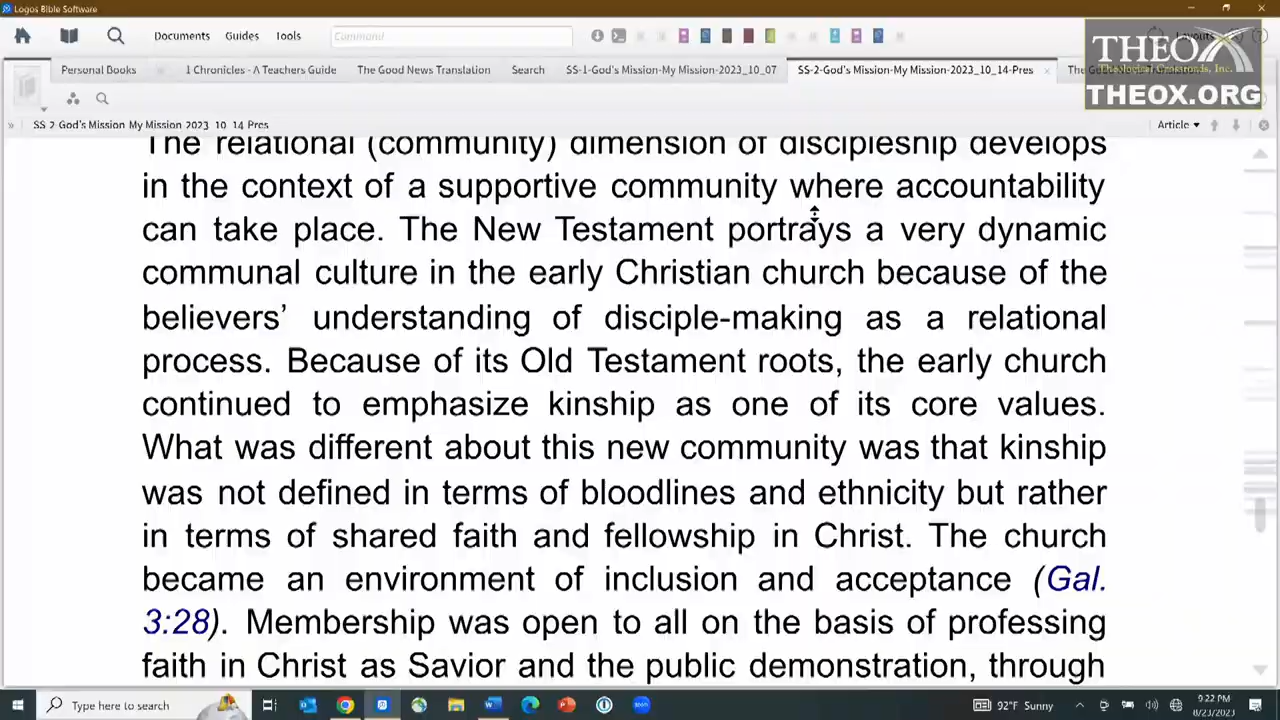 Logos Bible Software
Documents Guides Tools Command
THEOX
Theological Crossroads, Inc.
THEOX.ORG
Personal Books 1 Chronicles - A Teachers Guide The Good News T Search SS-1-God's Mission-My Mission-2023_10_07 SS-2-God's Mission-My Mission-2023_10_14-Pres
SS-2-God's Mission-My Mission-2023_10_14-Pres Article
The relational (community) dimension of discipleship develops
in the context of a supportive community where accountability
can take place. The New Testament portrays a very dynamic
communal culture in the early Christian church because of the
believers’ understanding of disciple-making as a relational
process. Because of its Old Testament roots, the early church
continued to emphasize kinship as one of its core values.
What was different about this new community was that kinship
was not defined in terms of bloodlines and ethnicity but rather
in terms of shared faith and fellowship in Christ. The church
became an environment of inclusion and acceptance (Gal.
3:28). Membership was open to all on the basis of professing
faith in Christ as Savior and the public demonstration, through
Type here to search
92°F Sunny
9:22 PM
8/23/2023